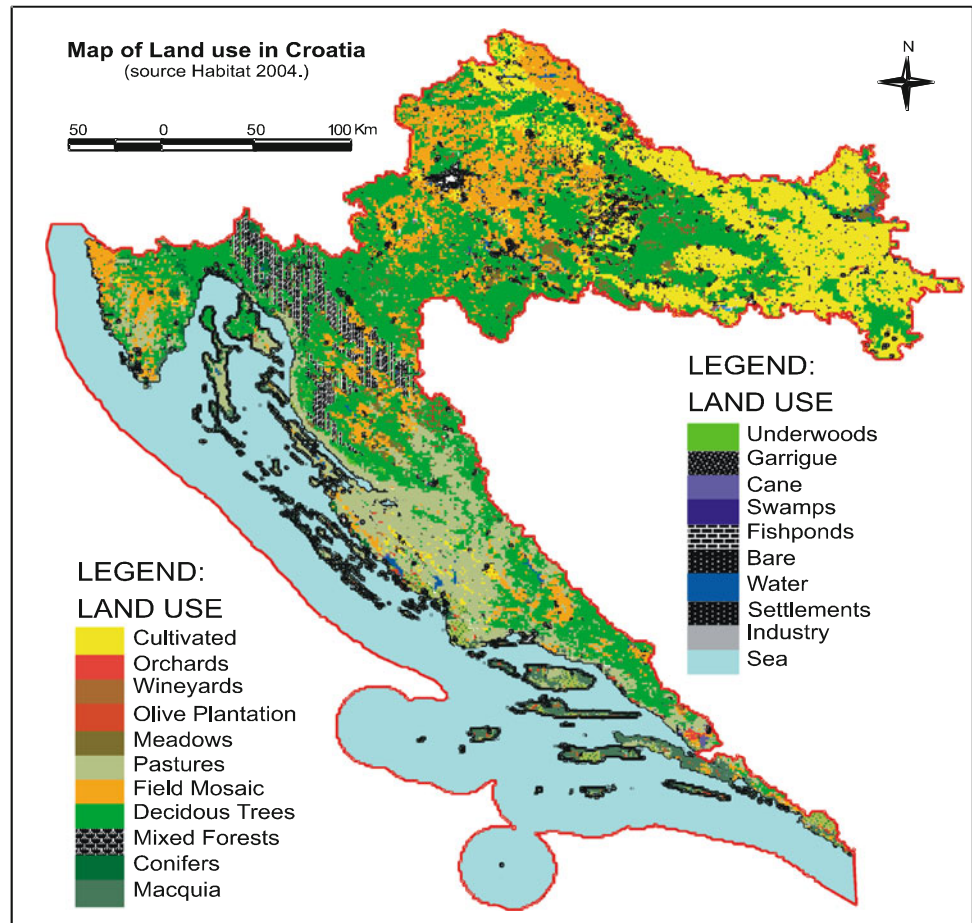 Map of Land use in Croatia
(source Habitat 2004.)
N
50 0 50 100 Km
LEGEND:
LAND USE
Underwoods
Garrigue
Cane
Swamps
Fishponds
Bare
Water
Settlements
Industry
Sea
LEGEND:
LAND USE
Cultivated
Orchards
Wineyards
Olive Plantation
Meadows
Pastures
Field Mosaic
Decidous Trees
Mixed Forests
Conifers
Macquia